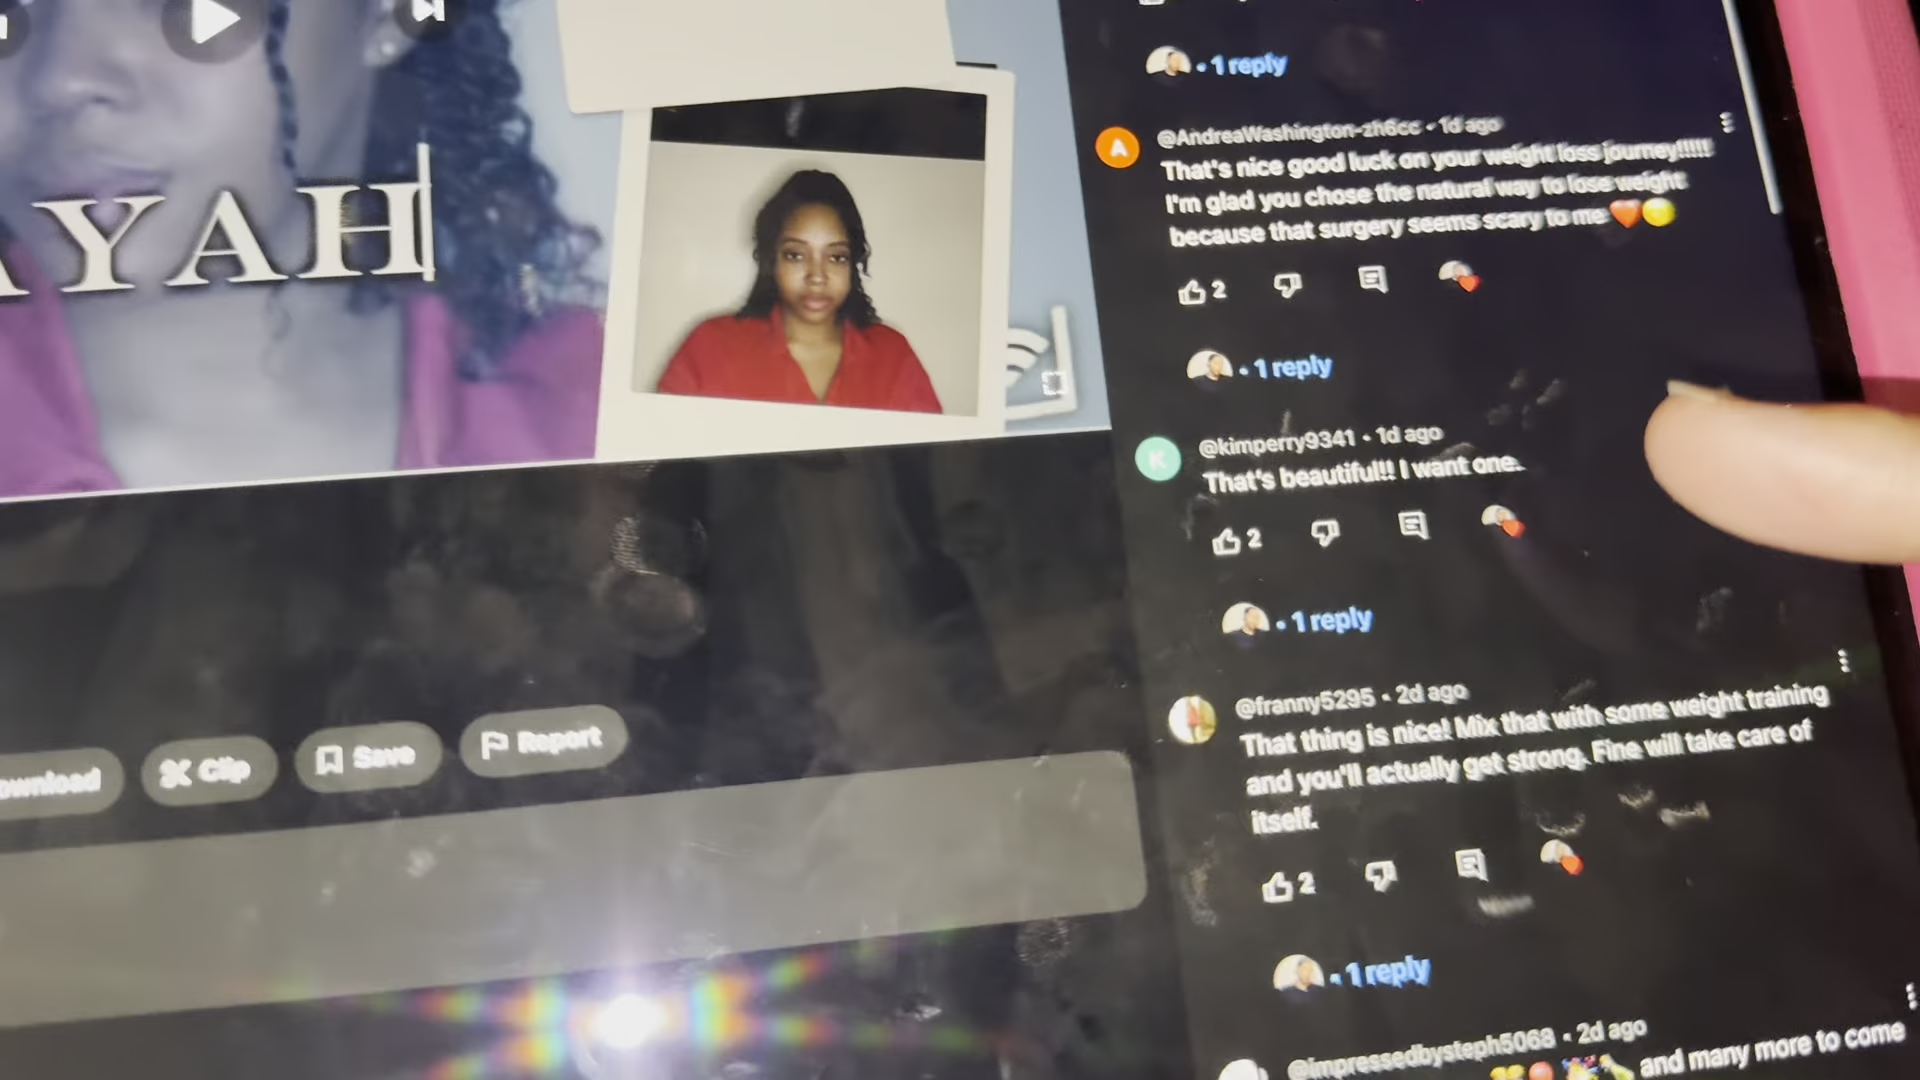 AYAH
Download
Clip
Save
Report
1 reply
@AndreaWashington-zh6cc • 1d ago
That's nice good luck on your weight loss journey!!!!!
I'm glad you chose the natural way to lose weight
because that surgery seems scary to me
2
1 reply
@kimperry9341 • 1d ago
That's beautiful!! I want one.
2
1 reply
@franny5295 • 2d ago
That thing is nice! Mix that with some weight training
and you'll actually get strong. Fine will take care of
itself.
2
1 reply
@impressedbysteph5068 • 2d ago
and many more to come